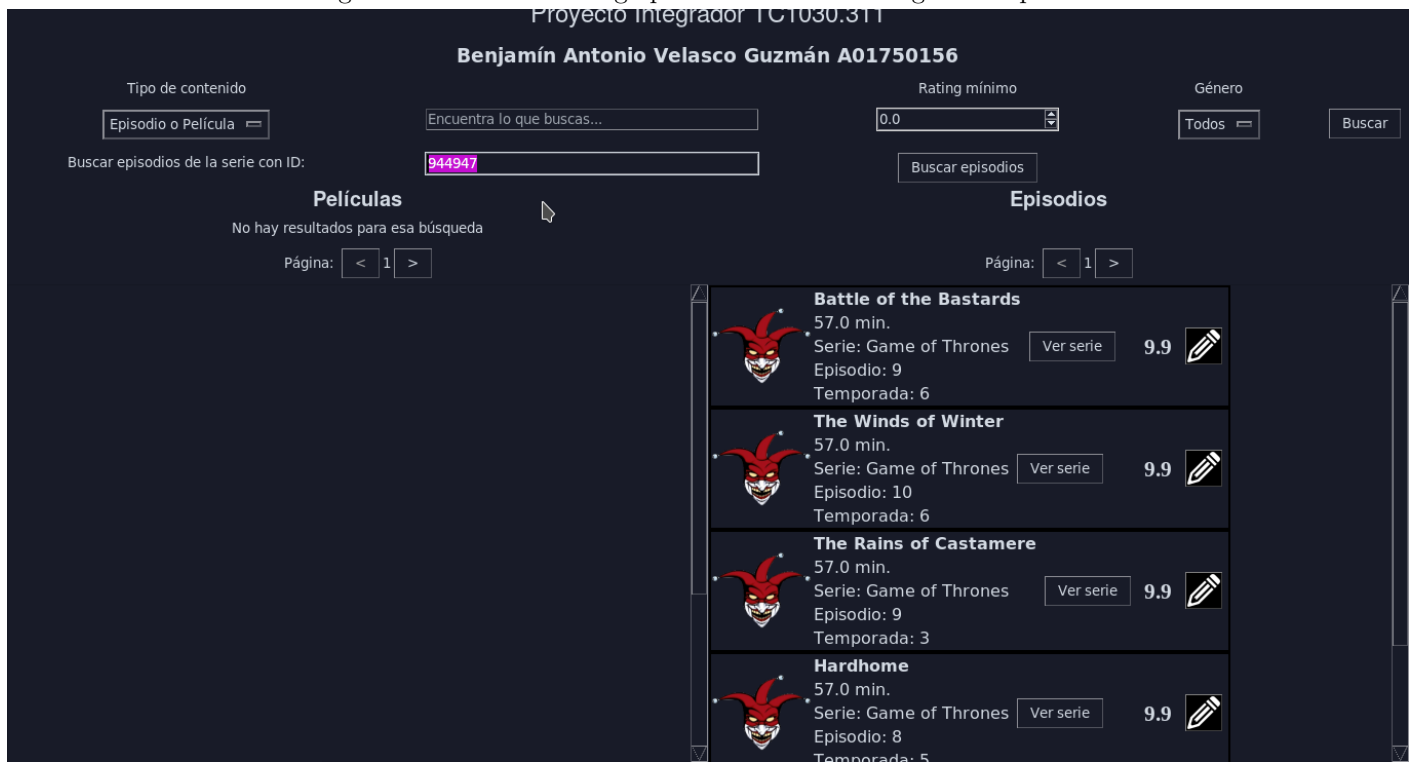 Proyecto Integrador TC1030.311
Benjamín Antonio Velasco Guzmán A01750156
Tipo de contenido
Rating mínimo
Género
Episodio o Película
Encuentra lo que buscas...
0.0
Todos
Buscar
Buscar episodios de la serie con ID:
944947
Buscar episodios
Películas
No hay resultados para esa búsqueda
Página: < 1 >
Episodios
Página: < 1 >
Battle of the Bastards
57.0 min.
Serie: Game of Thrones
Episodio: 9
Temporada: 6
Ver serie
9.9
The Winds of Winter
57.0 min.
Serie: Game of Thrones
Episodio: 10
Temporada: 6
Ver serie
9.9
The Rains of Castamere
57.0 min.
Serie: Game of Thrones
Episodio: 9
Temporada: 3
Ver serie
9.9
Hardhome
57.0 min.
Serie: Game of Thrones
Episodio: 8
Temporada: 5
Ver serie
9.9